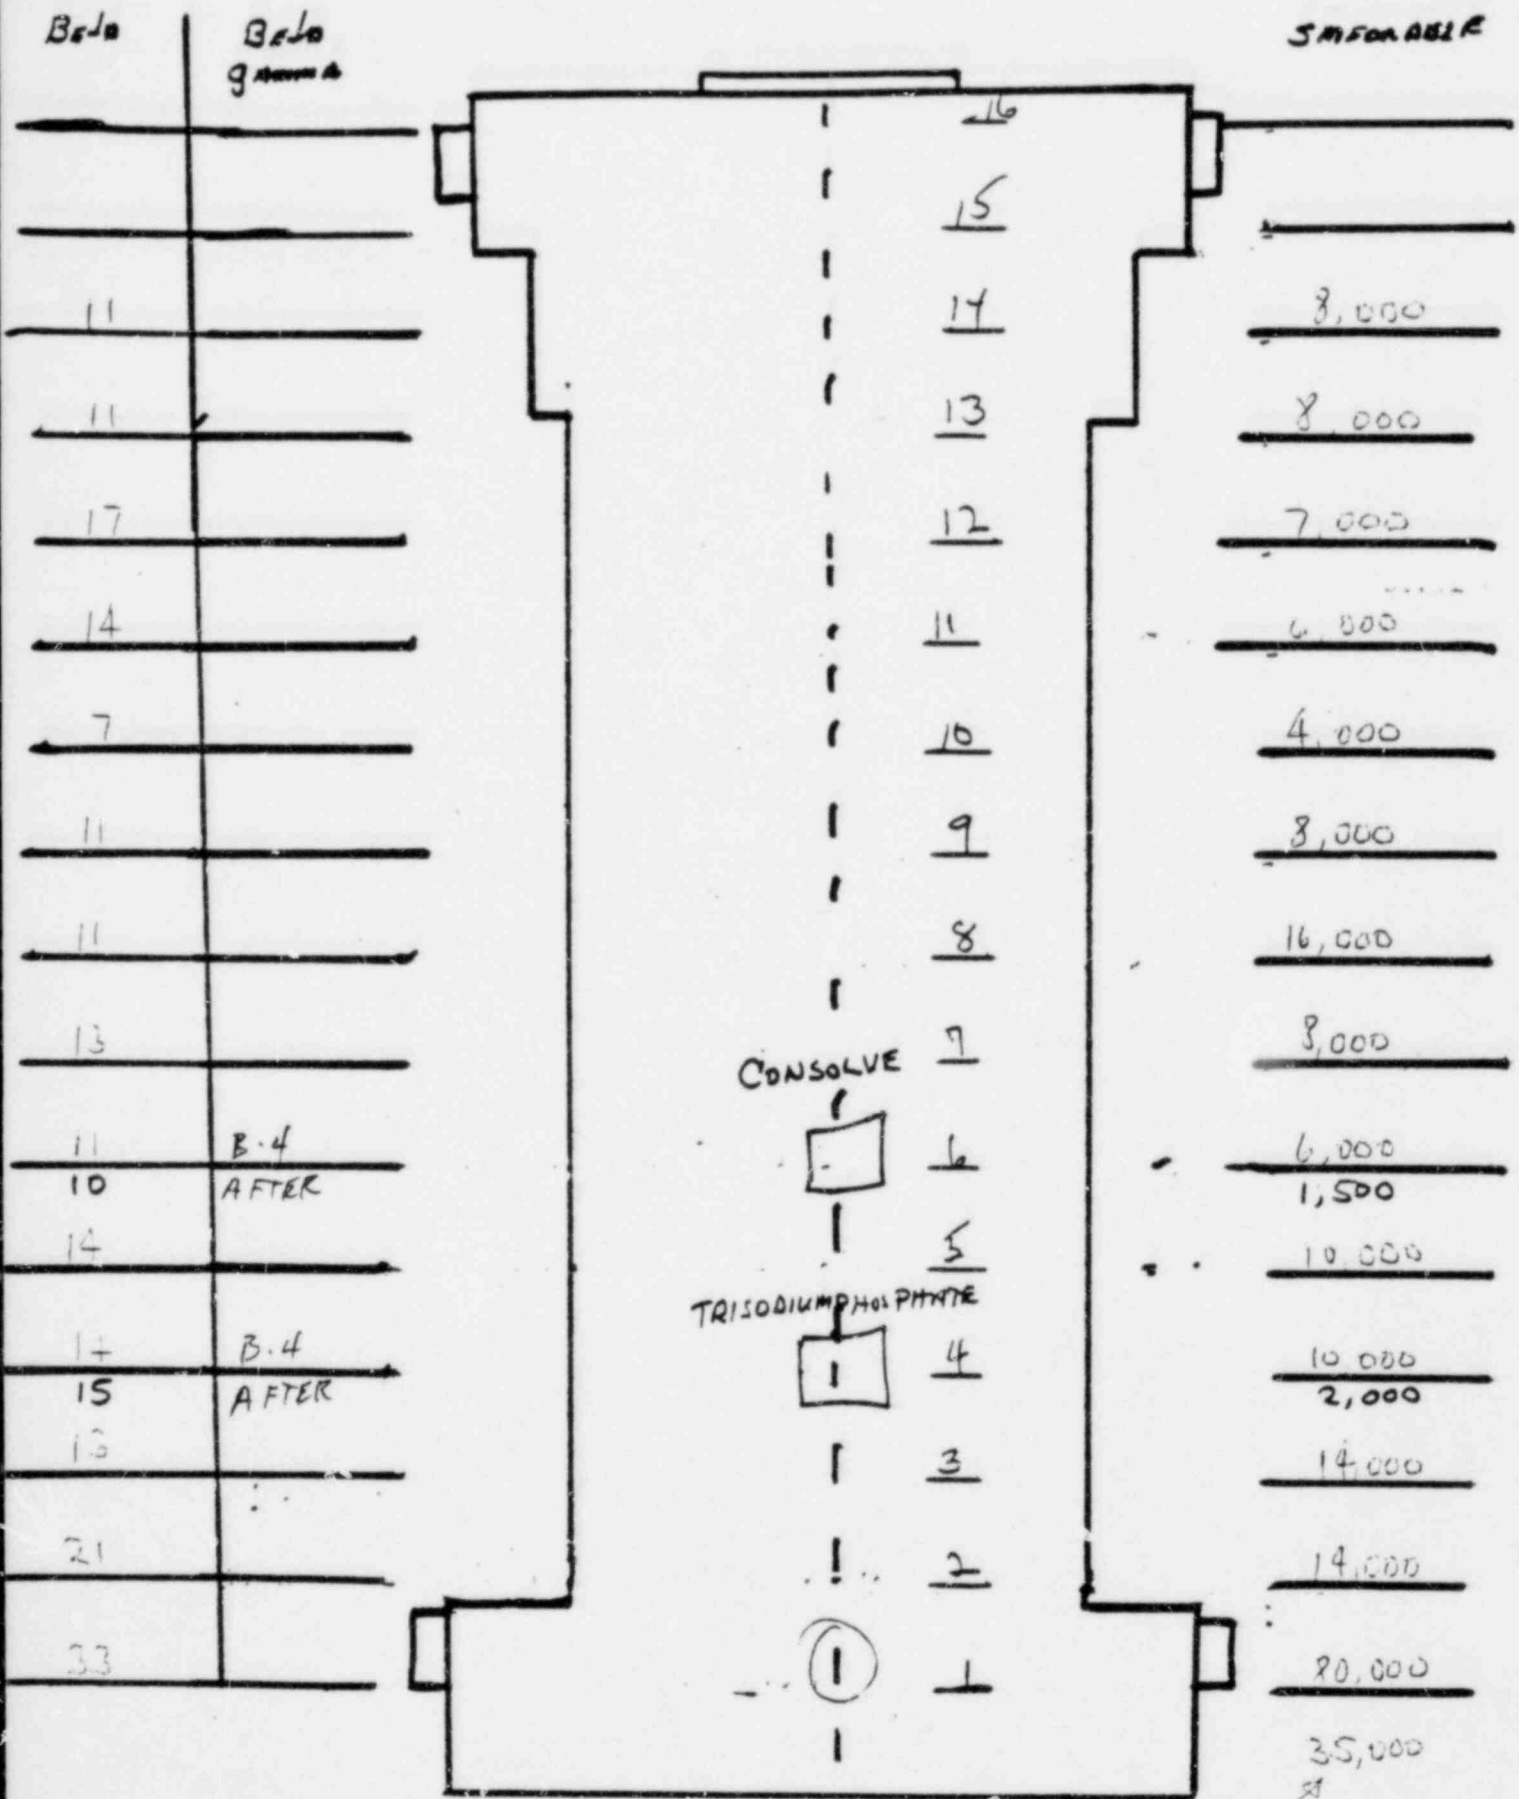 Beta Beta SMEARABLE
gamma
16
15
11 14 8,000
11 13 8,000
17 12 7,000
14 11 6,000
7 10 4,000
11 9 8,000
11 8 16,000
13 7 8,000
CONSOLVE
11 B.4 6 6,000
10 AFTER 1,500
14 5 10,000
TRISODIUMPHOSPHATE
14 B.4 4 10,000
15 AFTER 2,000
13 3 14,000
21 2 14,000
33 1
35,000